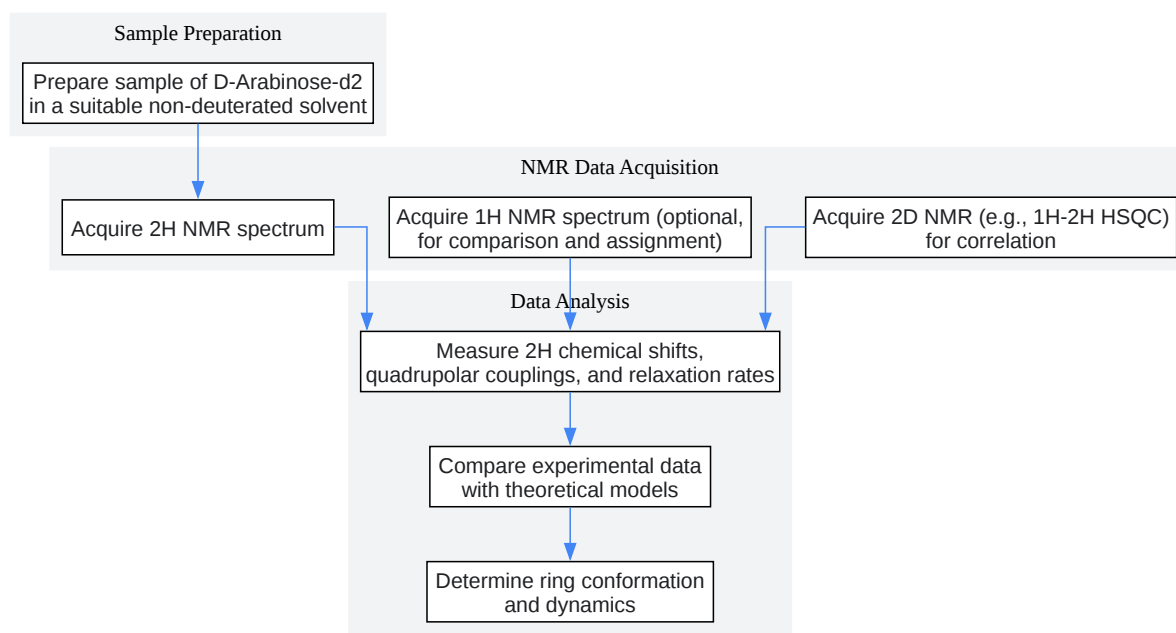 Sample Preparation
Prepare sample of D-Arabinose-d2
in a suitable non-deuterated solvent
NMR Data Acquisition
Acquire 2H NMR spectrum
Acquire 1H NMR spectrum (optional,
for comparison and assignment)
Acquire 2D NMR (e.g., 1H-2H HSQC)
for correlation
Data Analysis
Measure 2H chemical shifts,
quadrupolar couplings, and relaxation rates
Compare experimental data
with theoretical models
Determine ring conformation
and dynamics